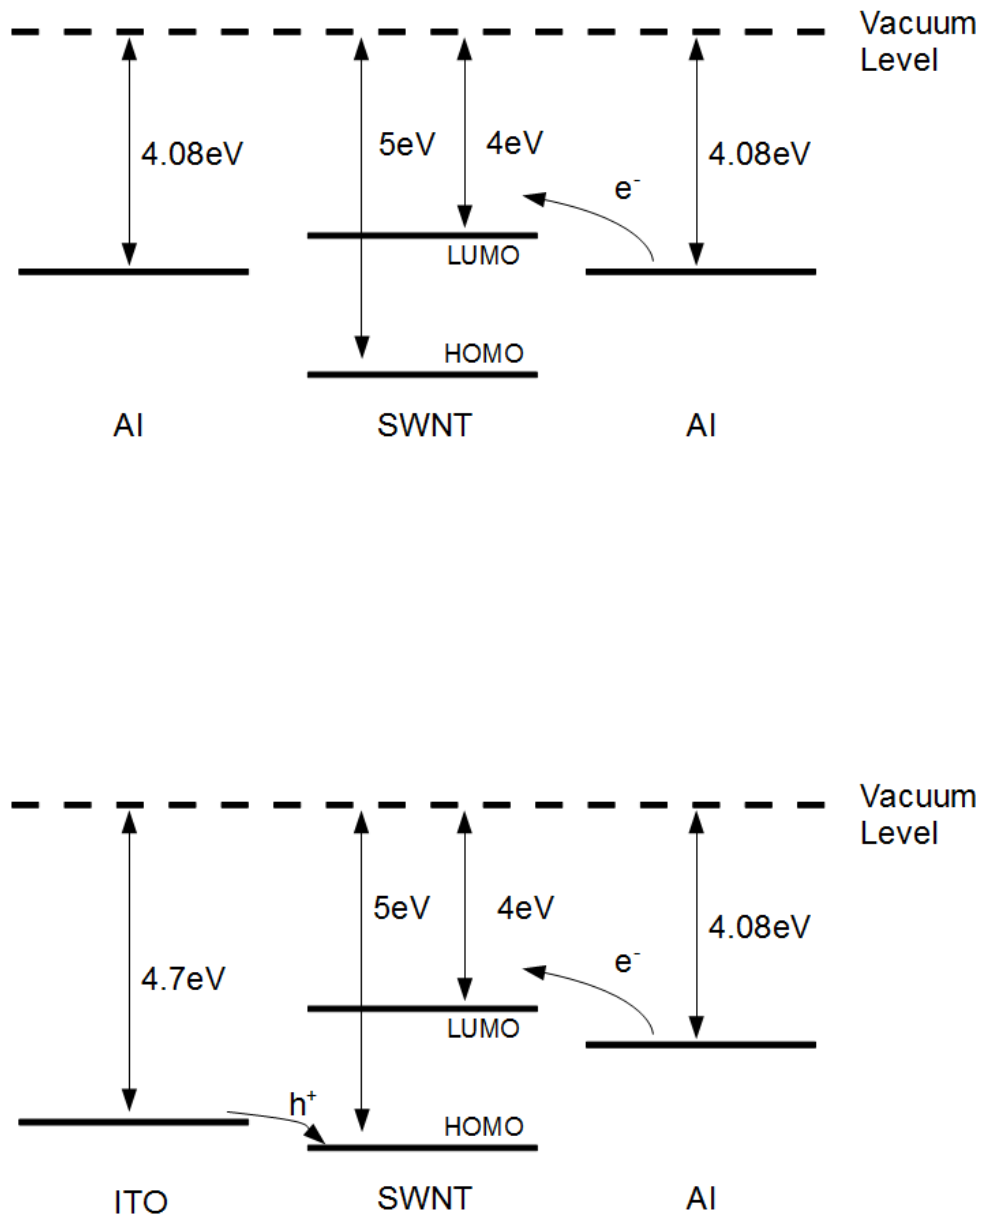 Vacuum
Level
4.08eV
5eV
4eV
4.08eV
e⁻
LUMO
HOMO
Al
SWNT
Al
Vacuum
Level
4.7eV
5eV
4eV
4.08eV
e⁻
LUMO
h⁺
HOMO
ITO
SWNT
Al